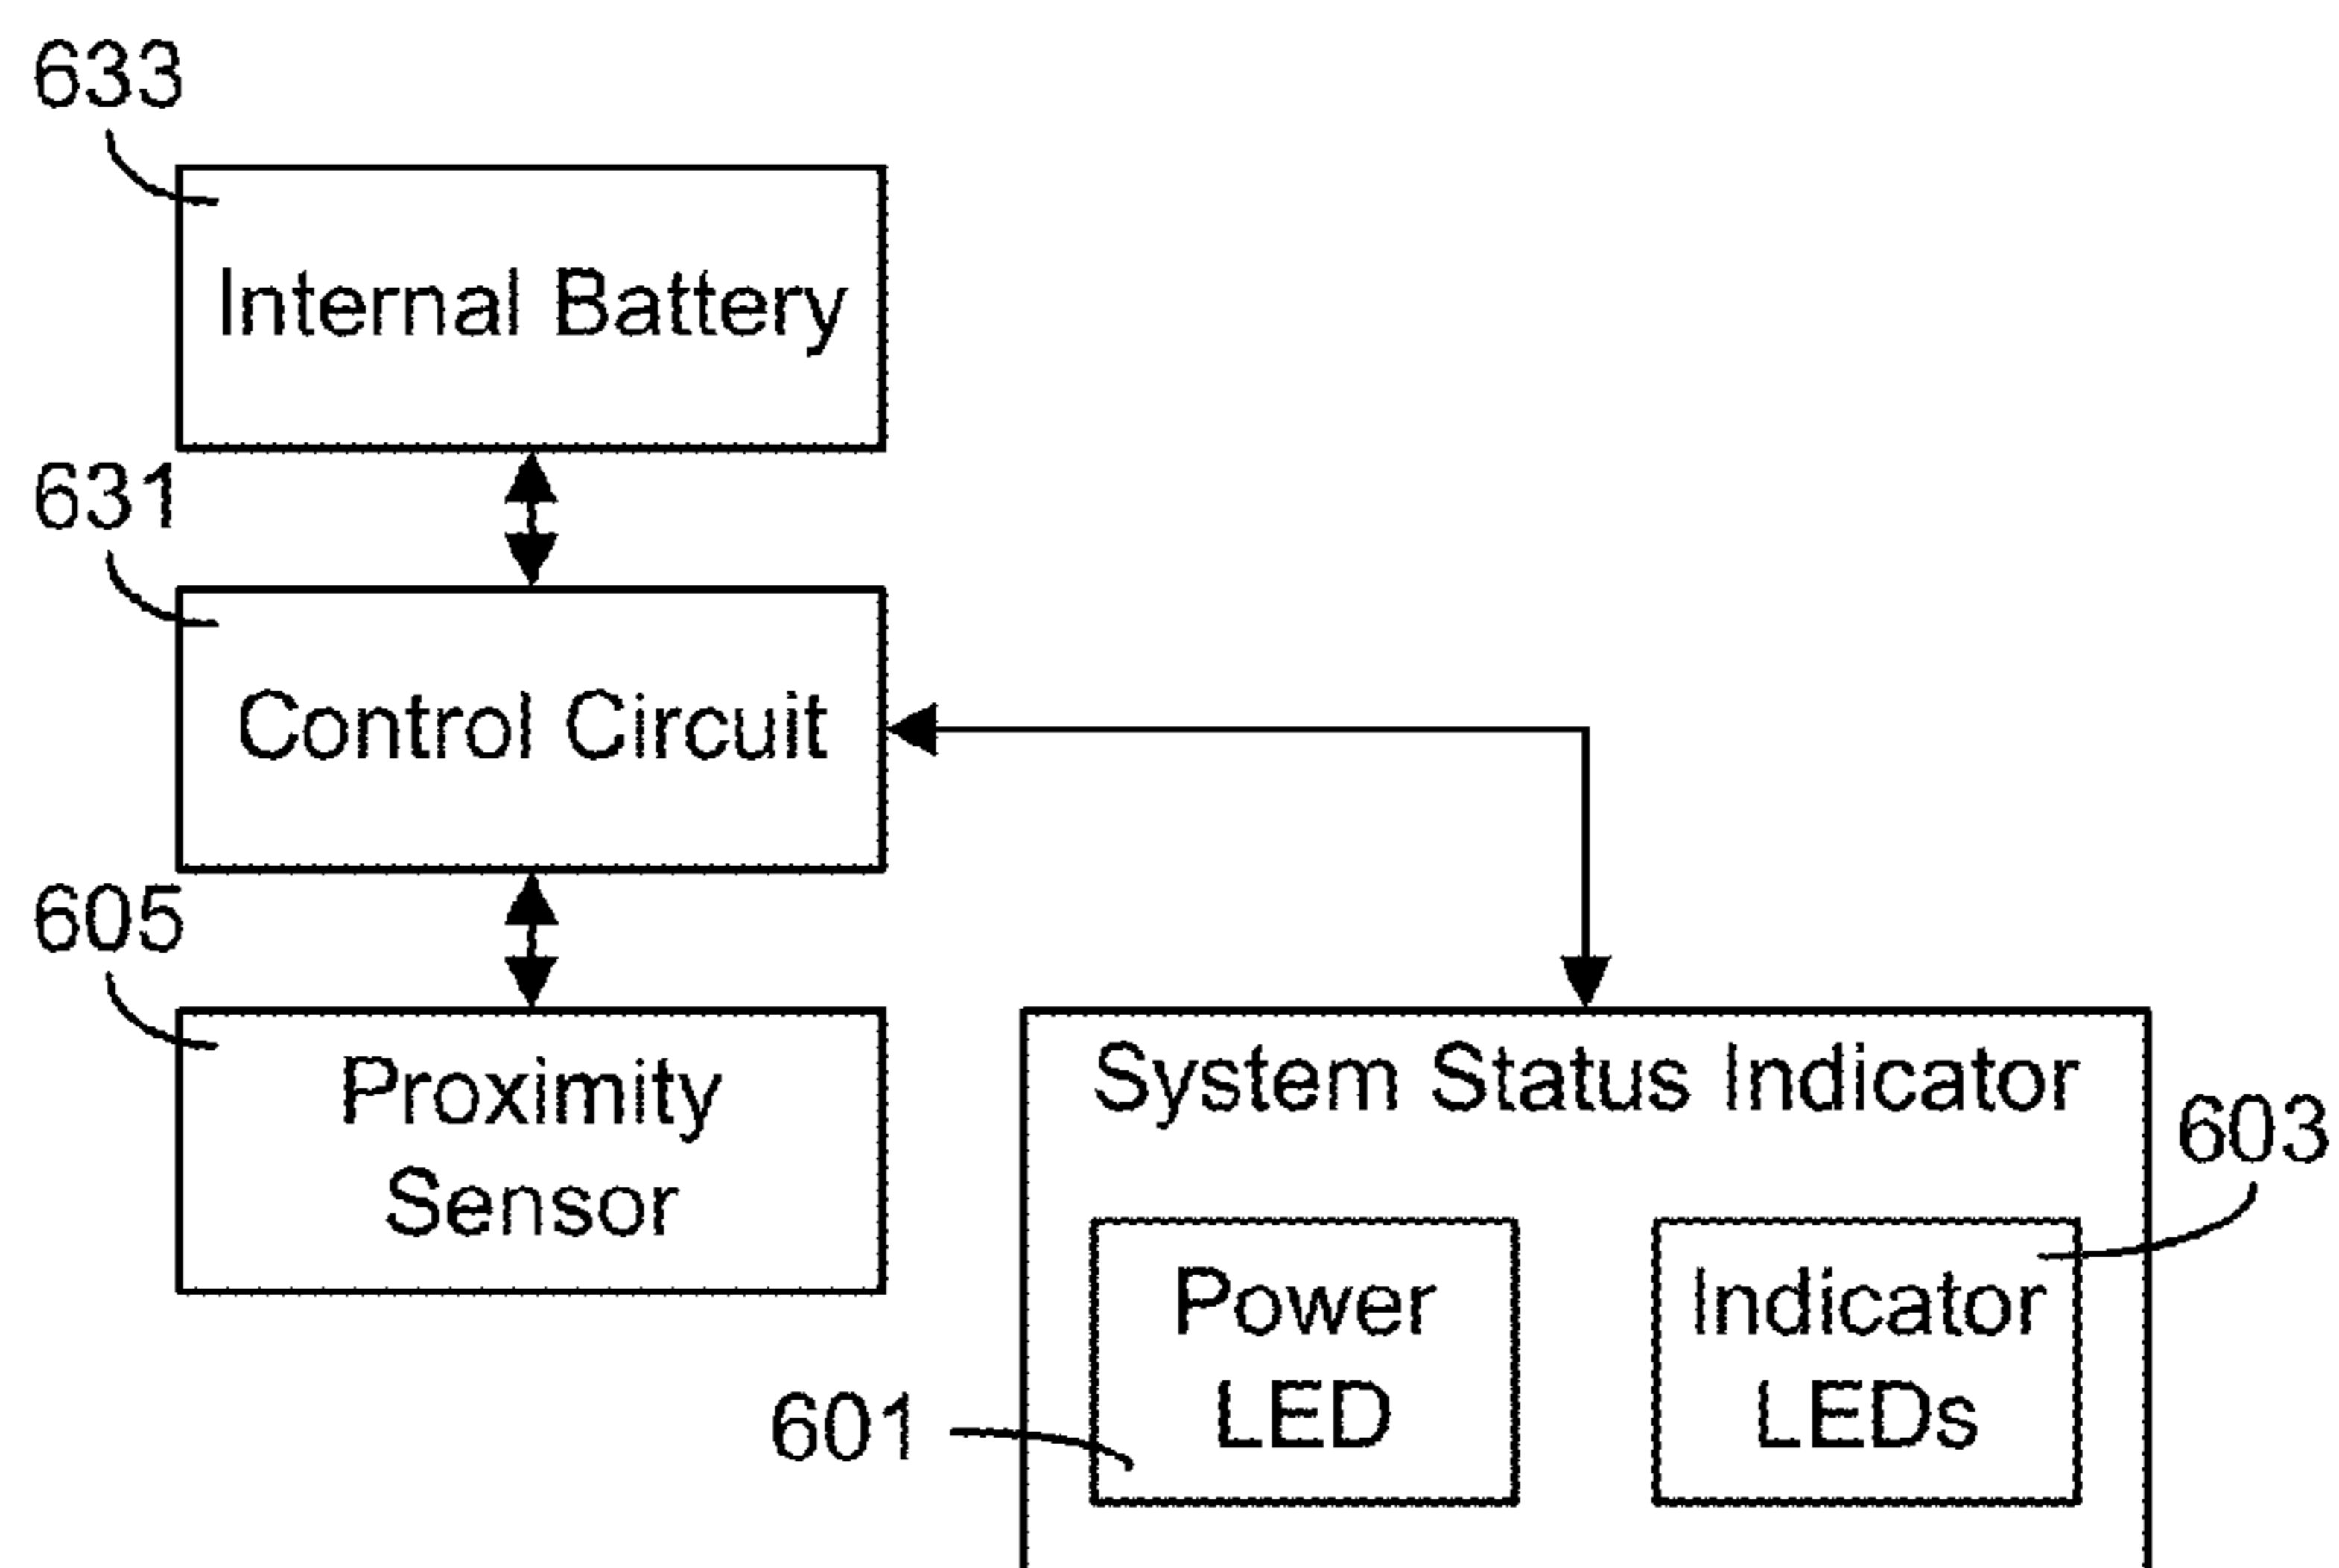 633
Internal Battery
631
Control Circuit
605
Proximity
Sensor
System Status Indicator
603
Power
LED
Indicator
LEDs
601